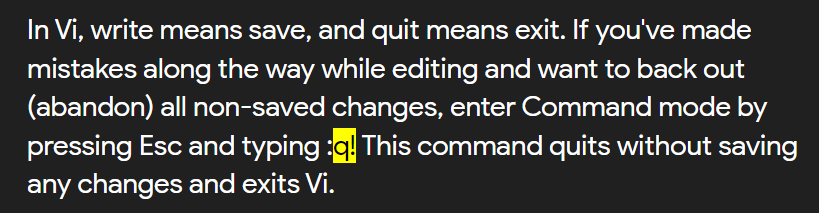 In Vi, write means save, and quit means exit. If you've made
mistakes along the way while editing and want to back out
(abandon) all non-saved changes, enter Command mode by
pressing Esc and typing :q! This command quits without saving
any changes and exits Vi.